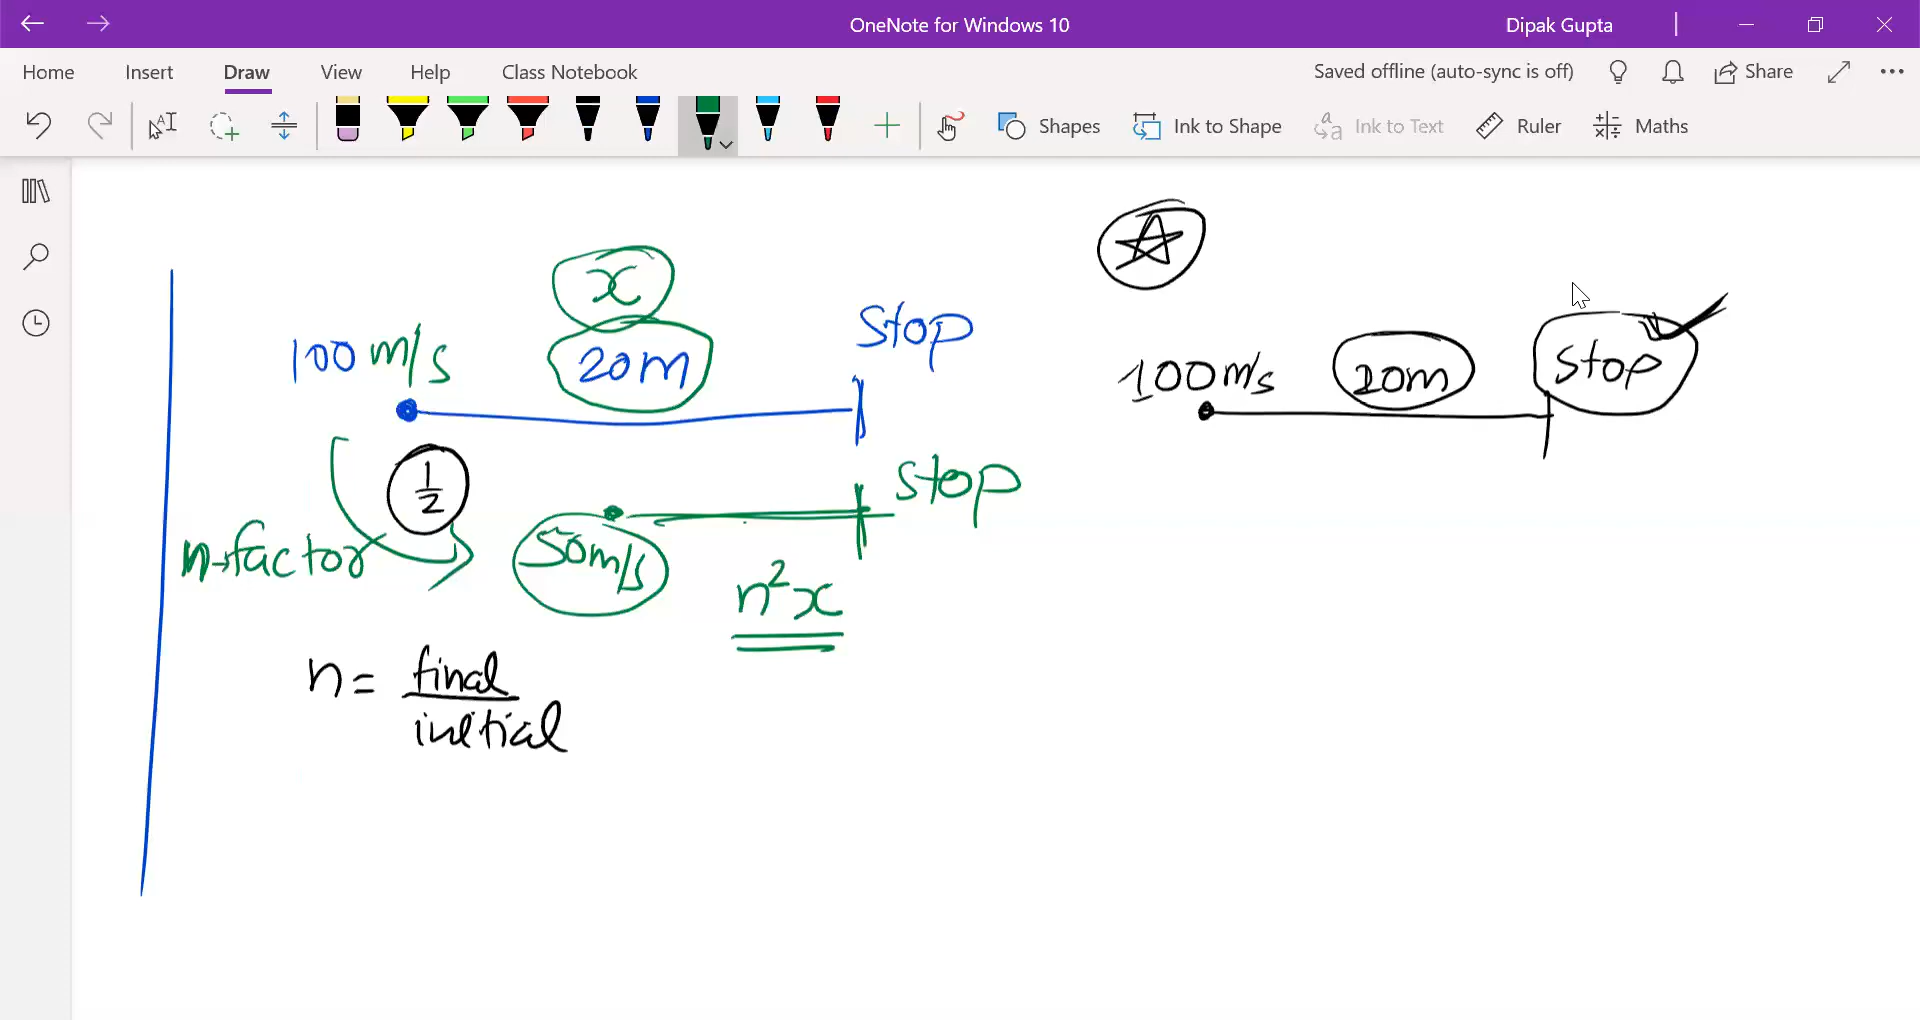 OneNote for Windows 10
Dipak Gupta
Home Insert Draw View Help Class Notebook
Saved offline (auto-sync is off) Share
Shapes Ink to Shape Ink to Text Ruler Maths
x
100 m/s 20m Stop
1/2
n→factor
50m/s
Stop
n²x
n = final/initial
100m/s 20m Stop